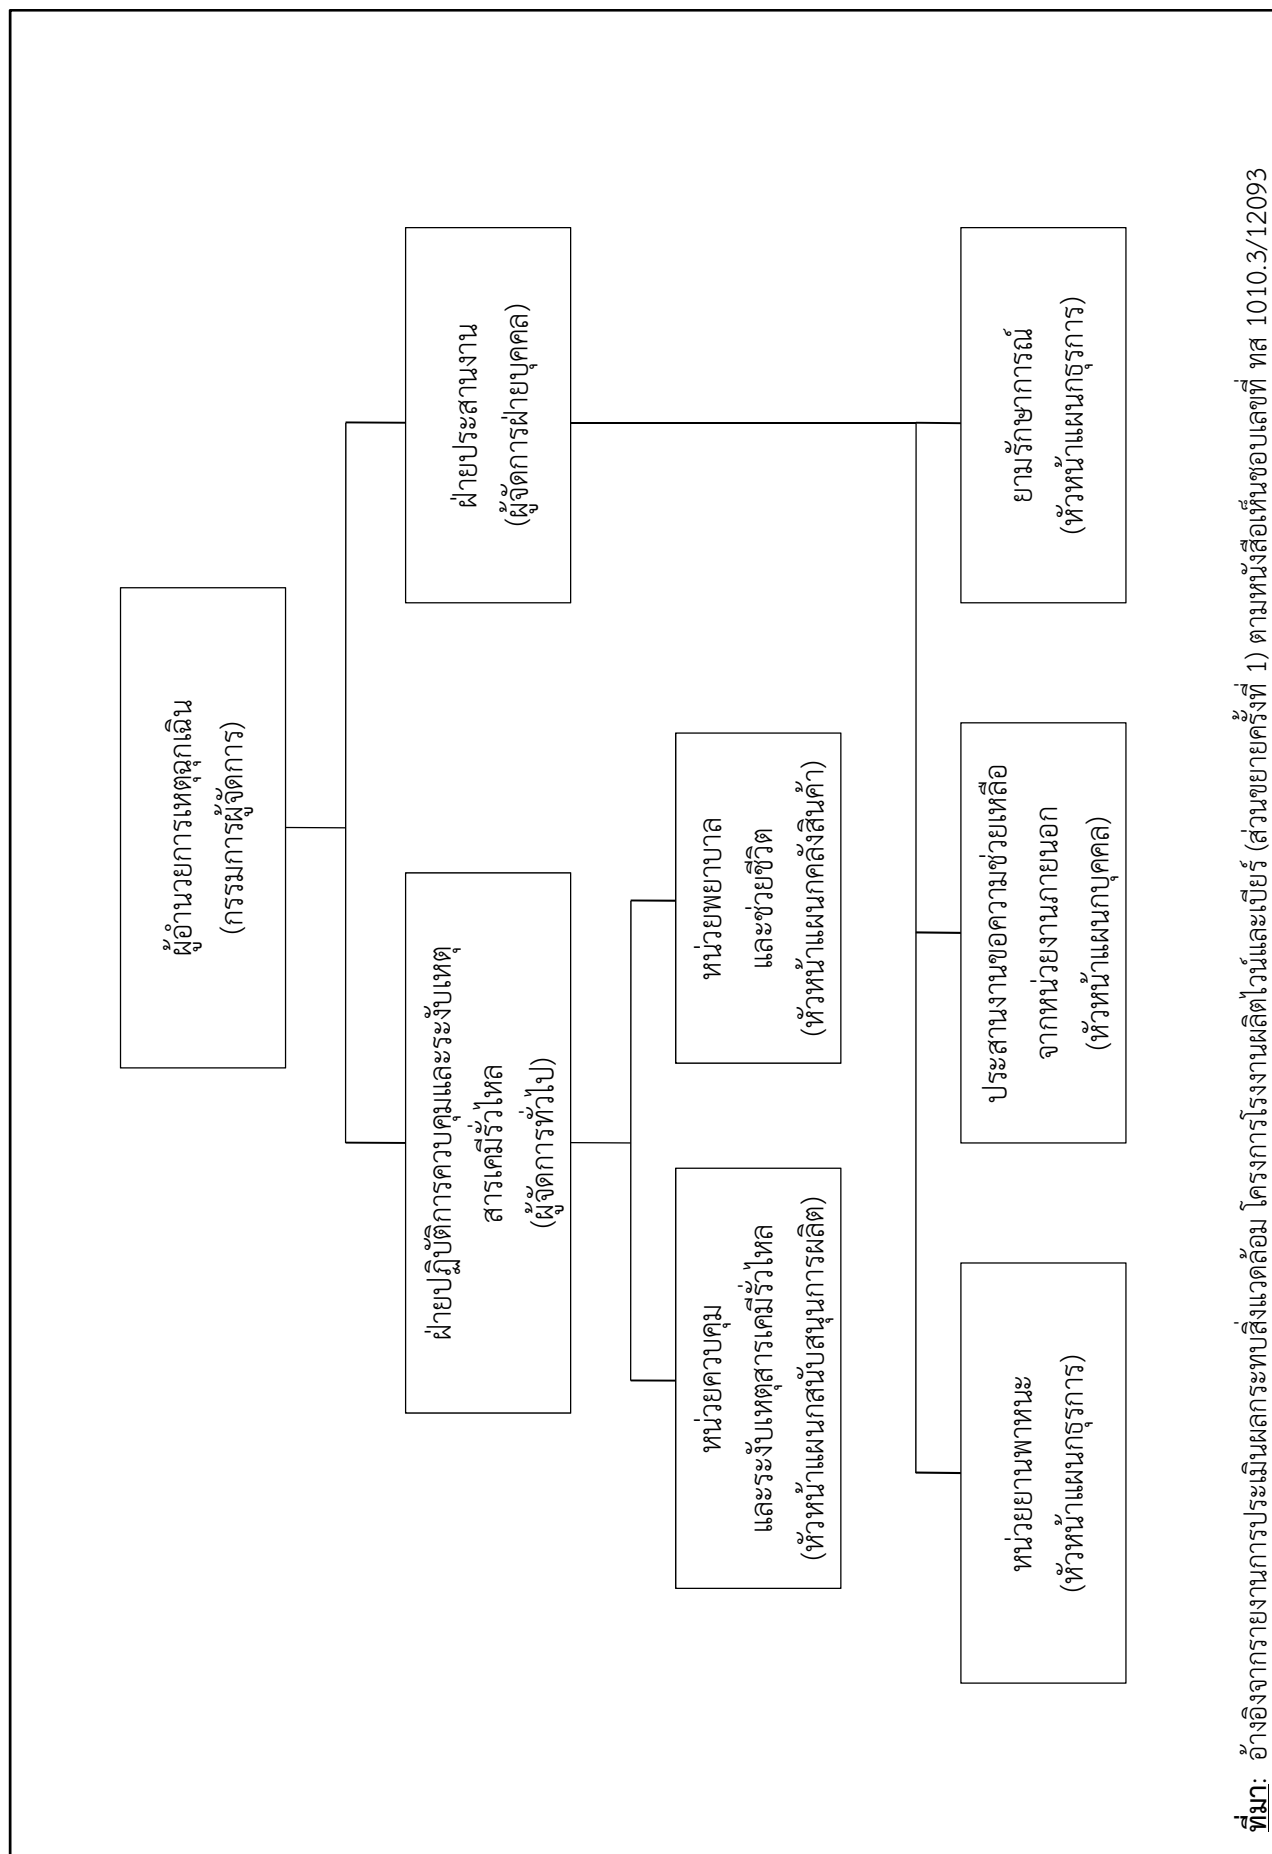 ผู้อำนวยการเหตุฉุกเฉิน
(กรรมการผู้จัดการ)
ฝ่ายปฏิบัติการควบคุมและระงับเหตุ
สารเคมีรั่วไหล
(ผู้จัดการทั่วไป)
ฝ่ายประสานงาน
(ผู้จัดการฝ่ายบุคคล)
หน่วยควบคุม
และระงับเหตุสารเคมีรั่วไหล
(หัวหน้าแผนกสนับสนุนการผลิต)
หน่วยพยาบาล
และช่วยชีวิต
(หัวหน้าแผนกคลังสินค้า)
หน่วยยานพาหนะ
(หัวหน้าแผนกธุรการ)
ประสานงานขอความช่วยเหลือ
จากหน่วยงานภายนอก
(หัวหน้าแผนกบุคคล)
ยามรักษาการณ์
(หัวหน้าแผนกธุรการ)
ที่มา: อ้างอิงจากรายงานการประเมินผลกระทบสิ่งแวดล้อม โครงการโรงงานผลิตไวน์และเบียร์ (ส่วนขยายครั้งที่ 1) ตามหนังสือเห็นชอบเลขที่ ทส 1010.3/12093